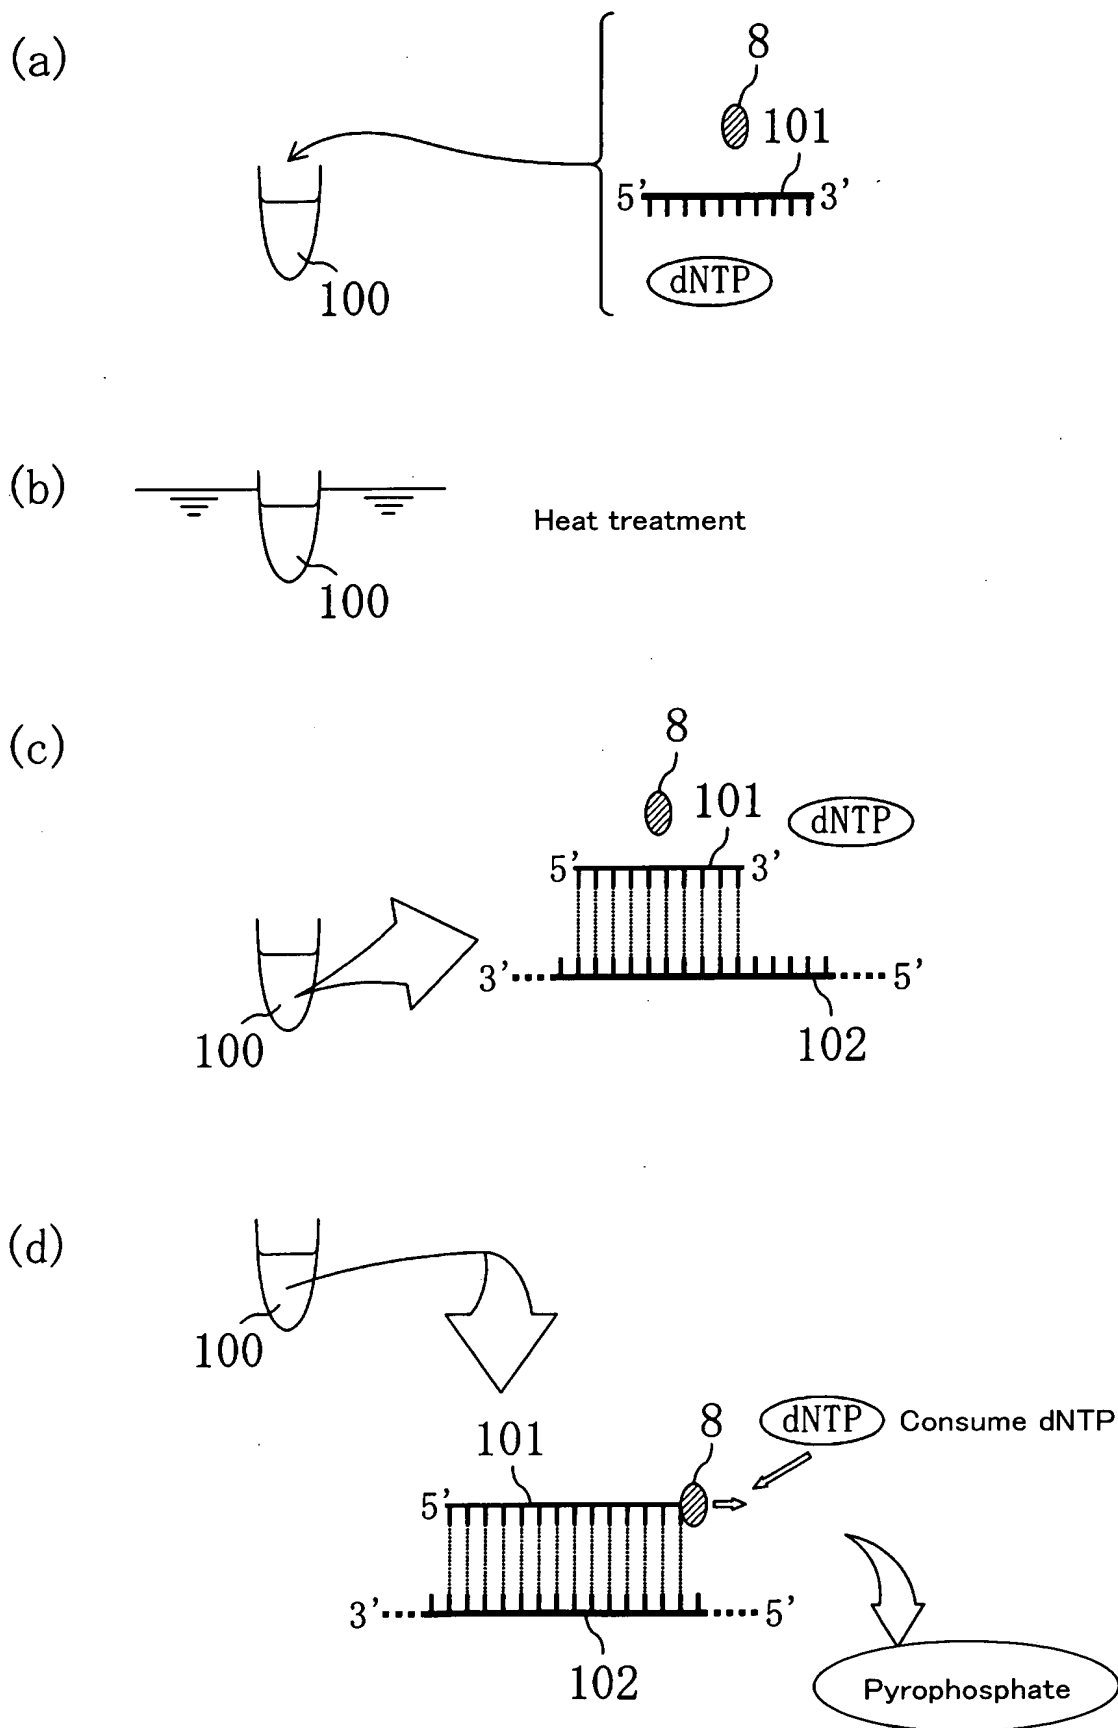 (a)
8
101
5’ 3’
dNTP
100
(b)
Heat treatment
100
(c)
8
101
dNTP
5’ 3’
3’ 5’
100
102
(d)
100
8
dNTP Consume dNTP
101
5’
3’ 5’
102
Pyrophosphate